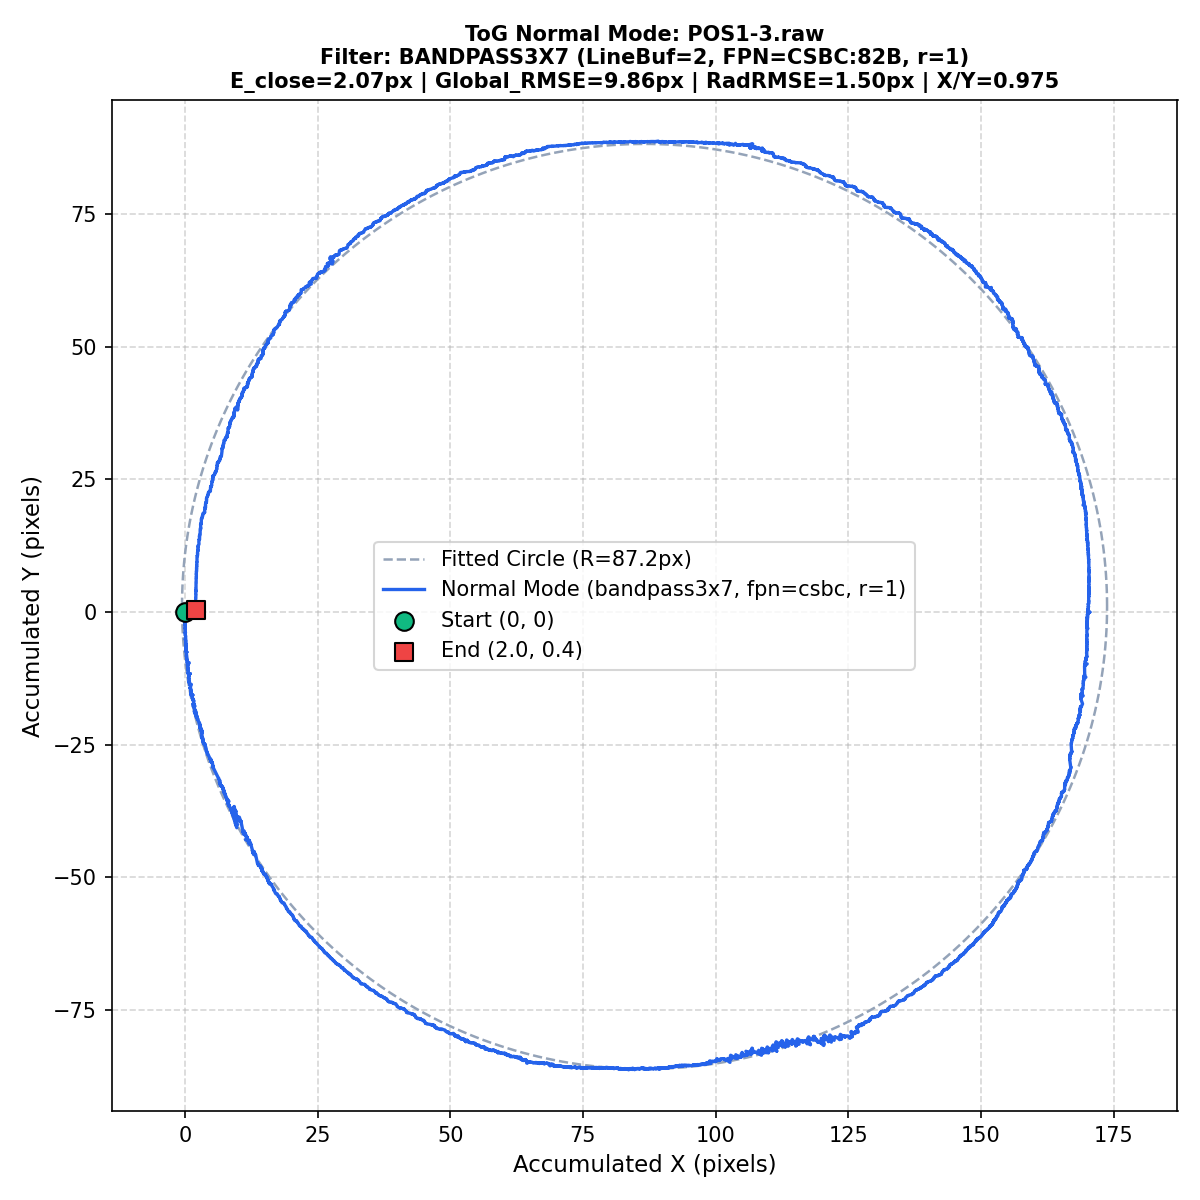 ToG Normal Mode: POS1-3.raw
Filter: BANDPASS3X7 (LineBuf=2, FPN=CSBC:82B, r=1)
E_close=2.07px | Global_RMSE=9.86px | RadRMSE=1.50px | X/Y=0.975
Accumulated Y (pixels)
75
50
25
0
−25
−50
−75
Fitted Circle (R=87.2px)
Normal Mode (bandpass3x7, fpn=csbc, r=1)
Start (0, 0)
End (2.0, 0.4)
0 25 50 75 100 125 150 175
Accumulated X (pixels)